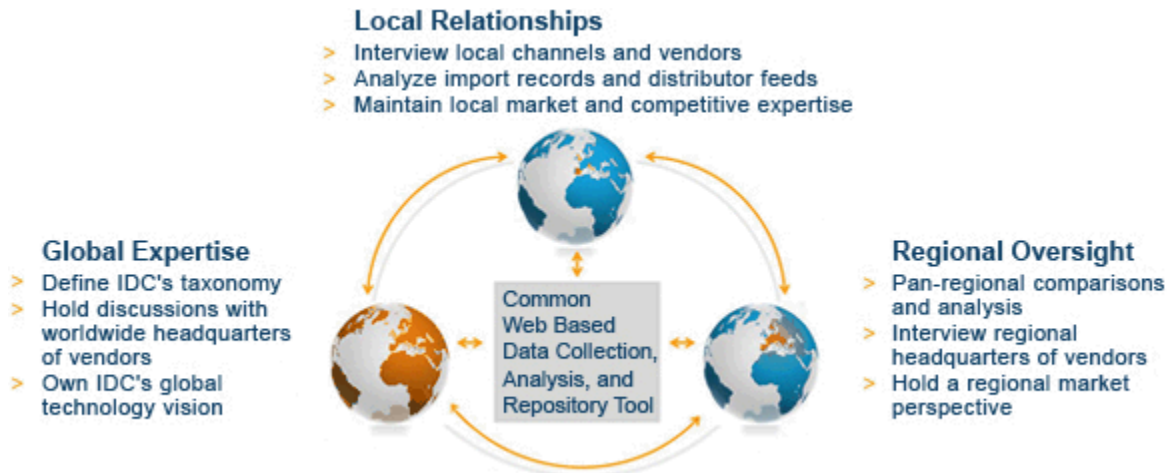 Local Relationships
> Interview local channels and vendors
> Analyze import records and distributor feeds
> Maintain local market and competitive expertise
Global Expertise
> Define IDC's taxonomy
> Hold discussions with
worldwide headquarters
of vendors
> Own IDC's global
technology vision
Common
Web Based
Data Collection,
Analysis, and
Repository Tool
Regional Oversight
> Pan-regional comparisons
and analysis
> Interview regional
headquarters of vendors
> Hold a regional market
perspective